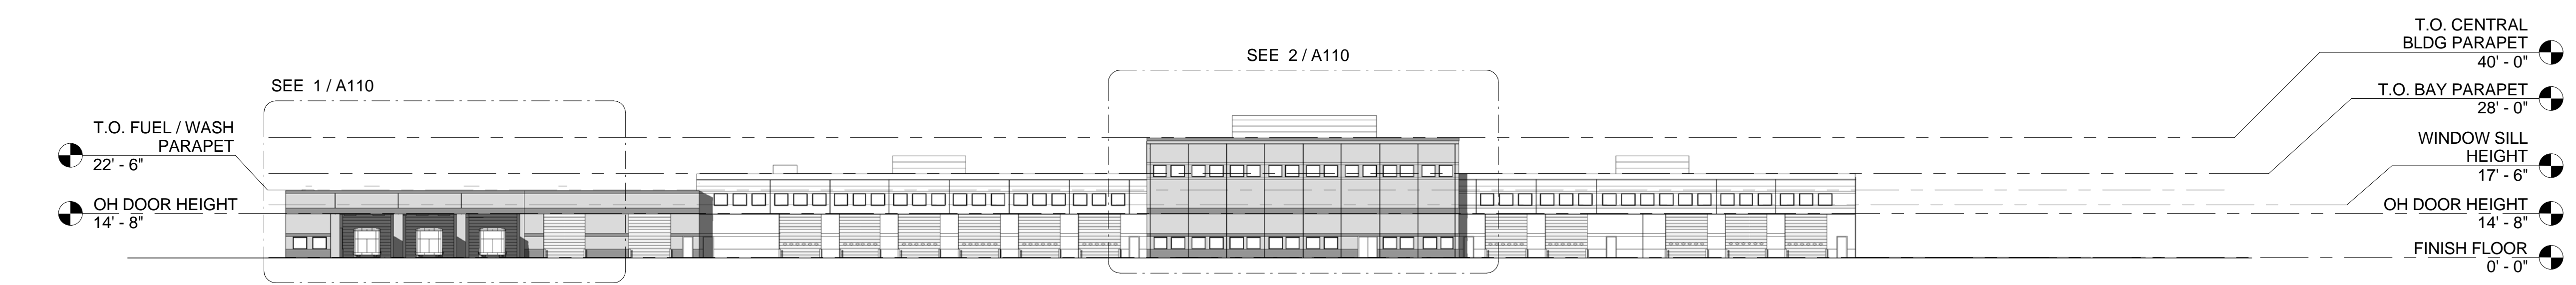 T.O. CENTRAL
BLDG PARAPET
40' - 0"
SEE 2 / A110
SEE 1 / A110
T.O. BAY PARAPET
28' - 0"
T.O. FUEL / WASH
PARAPET
22' - 6"
WINDOW SILL
HEIGHT
17' - 6"
OH DOOR HEIGHT
14' - 8"
OH DOOR HEIGHT
14' - 8"
FINISH FLOOR
0' - 0"